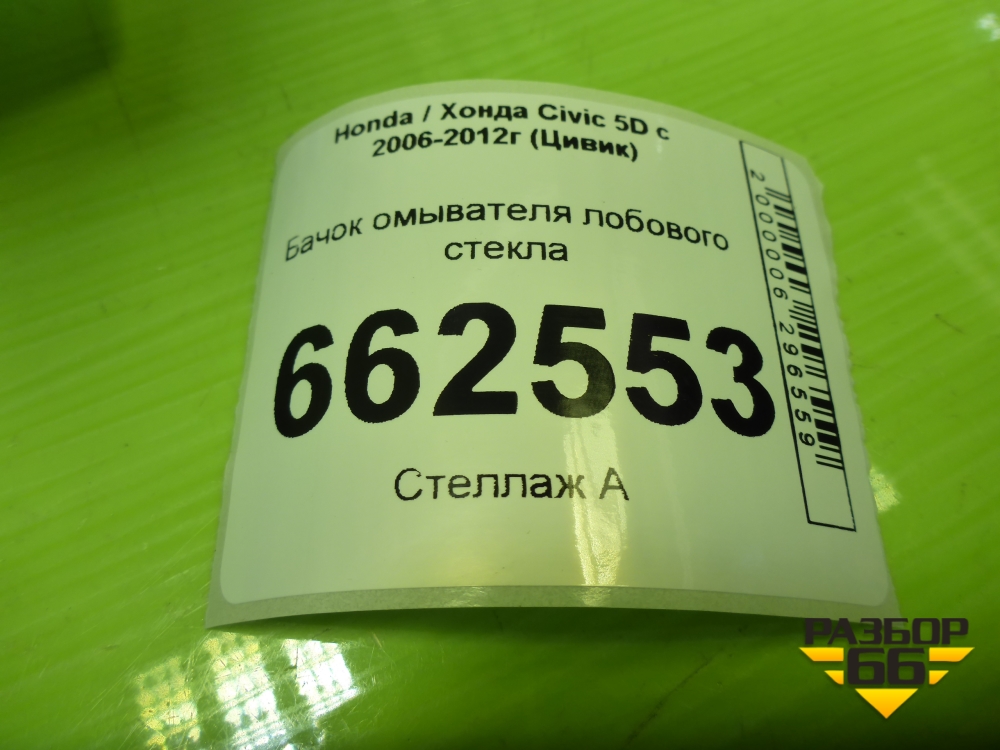 Honda / Хонда Civic 5D с
2006-2012г (Цивик)
Бачок омывателя лобового
стекла
662553
Стеллаж А
2000006296559
РАЗБОР
66